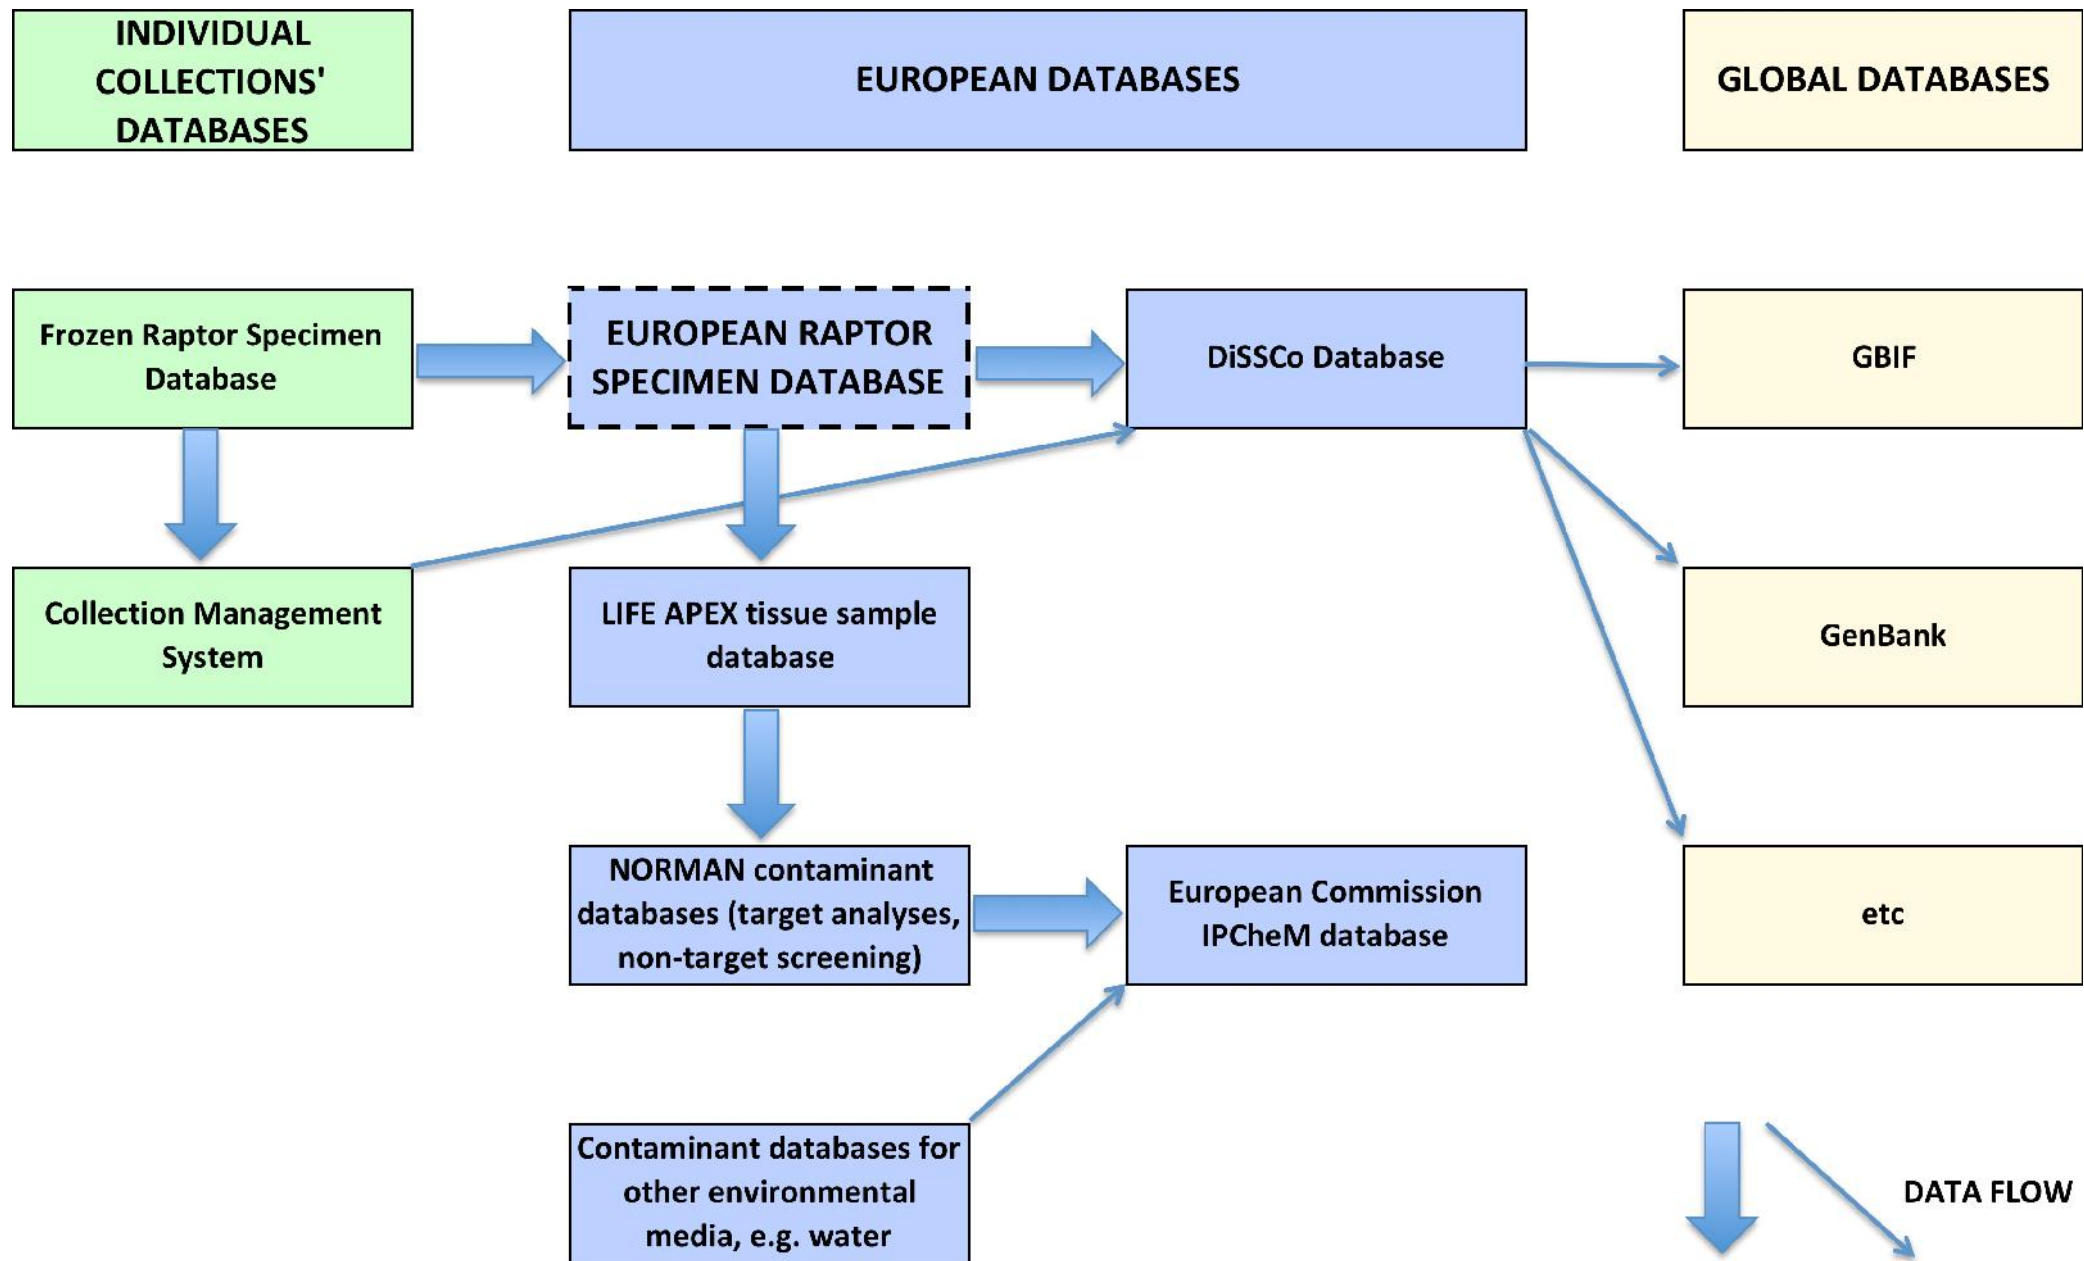 INDIVIDUAL
COLLECTIONS'
DATABASES
EUROPEAN DATABASES
GLOBAL DATABASES
Frozen Raptor Specimen
Database
EUROPEAN RAPTOR
SPECIMEN DATABASE
DiSSCo Database
GBIF
Collection Management
System
LIFE APEX tissue sample
database
GenBank
NORMAN contaminant
databases (target analyses,
non-target screening)
European Commission
IPCheM database
etc
Contaminant databases for
other environmental
media, e.g. water
DATA FLOW